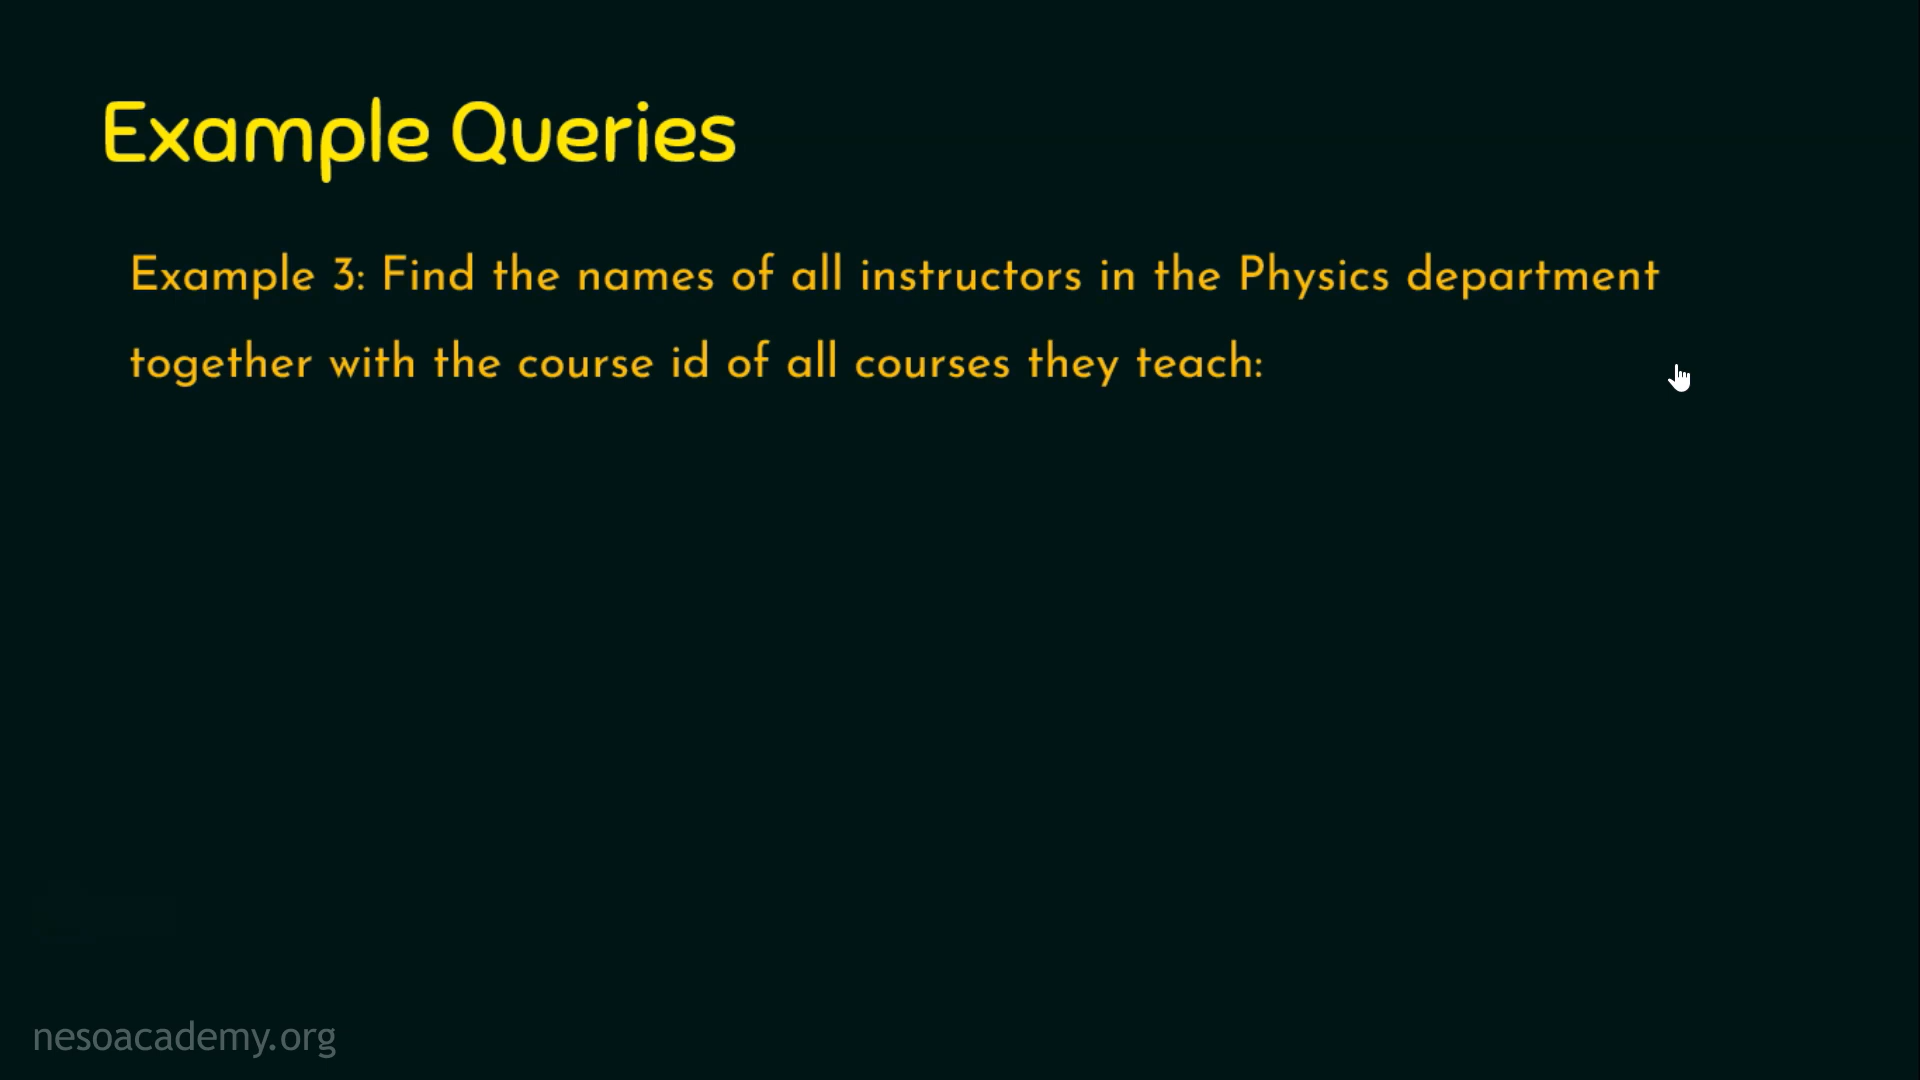 Example Queries
Example 3: Find the names of all instructors in the Physics department
together with the course id of all courses they teach:
nesoacademy.org